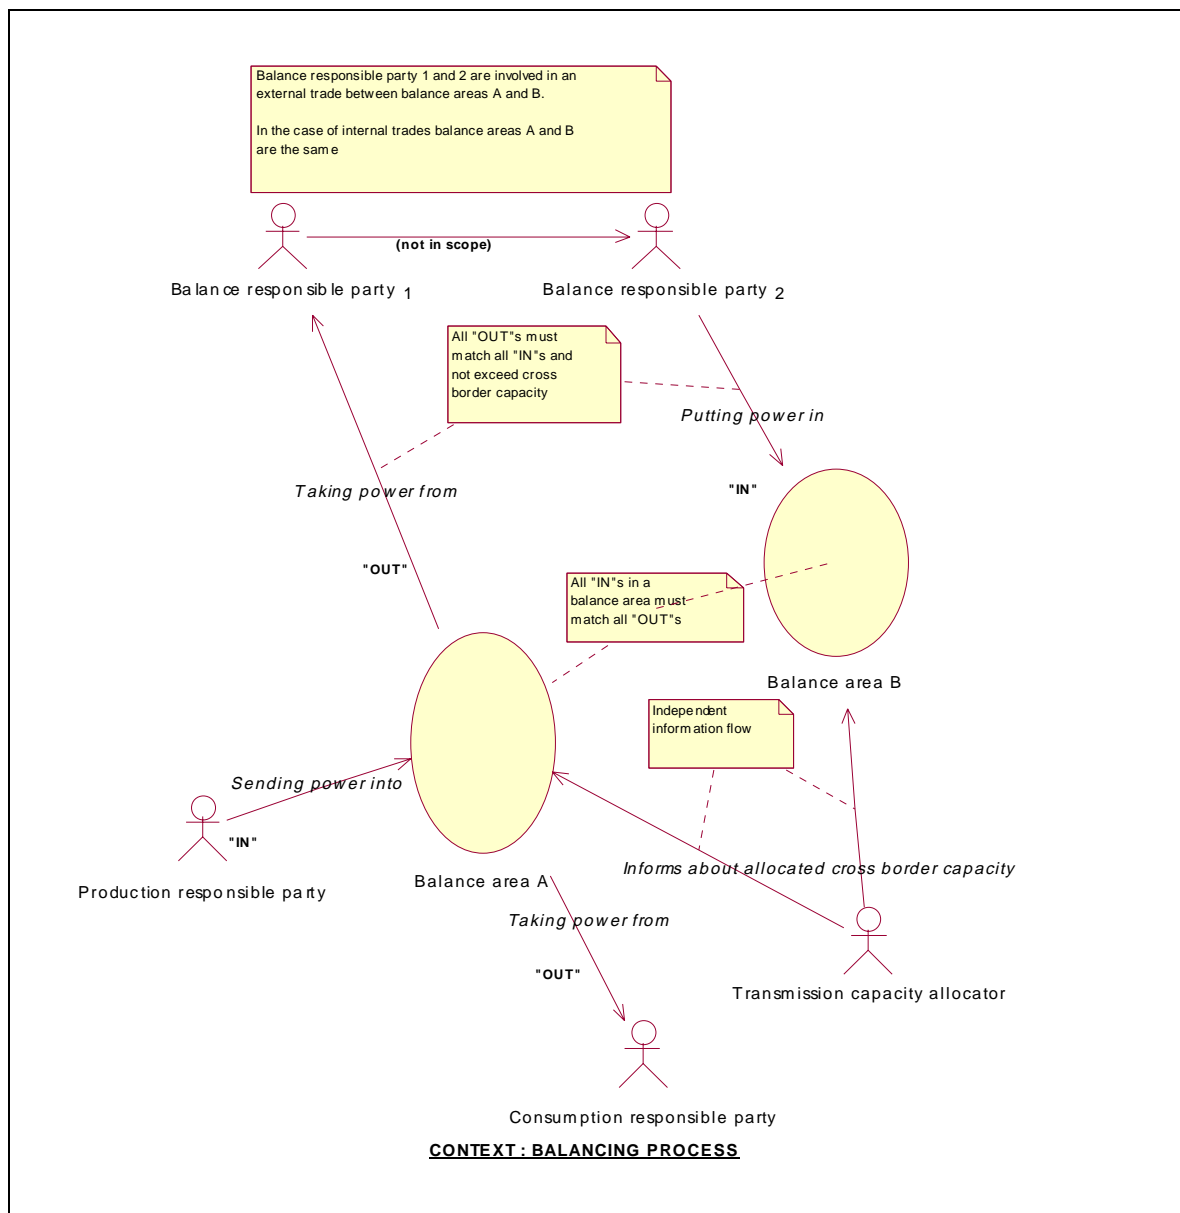 Balance responsible party 1 and 2 are involved in an
external trade between balance areas A and B.
In the case of internal trades balance areas A and B
are the same
(not in scope)
Balance responsible party 1
Balance responsible party 2
All "OUT"s must
match all "IN"s and
not exceed cross
border capacity
Putting power in
Taking power from
"IN"
"OUT"
All "IN"s in a
balance area must
match all "OUT"s
Balance area B
Independent
information flow
Sending power into
"IN"
Production responsible party
Balance area A
Informs about allocated cross border capacity
Taking power from
"OUT"
Transmission capacity allocator
Consumption responsible party
CONTEXT : BALANCING PROCESS